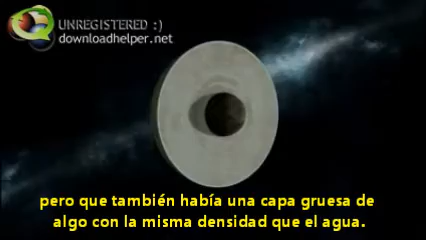 UNREGISTERED :)
downloadhelper.net
pero que también había una capa gruesa de
algo con la misma densidad que el agua.